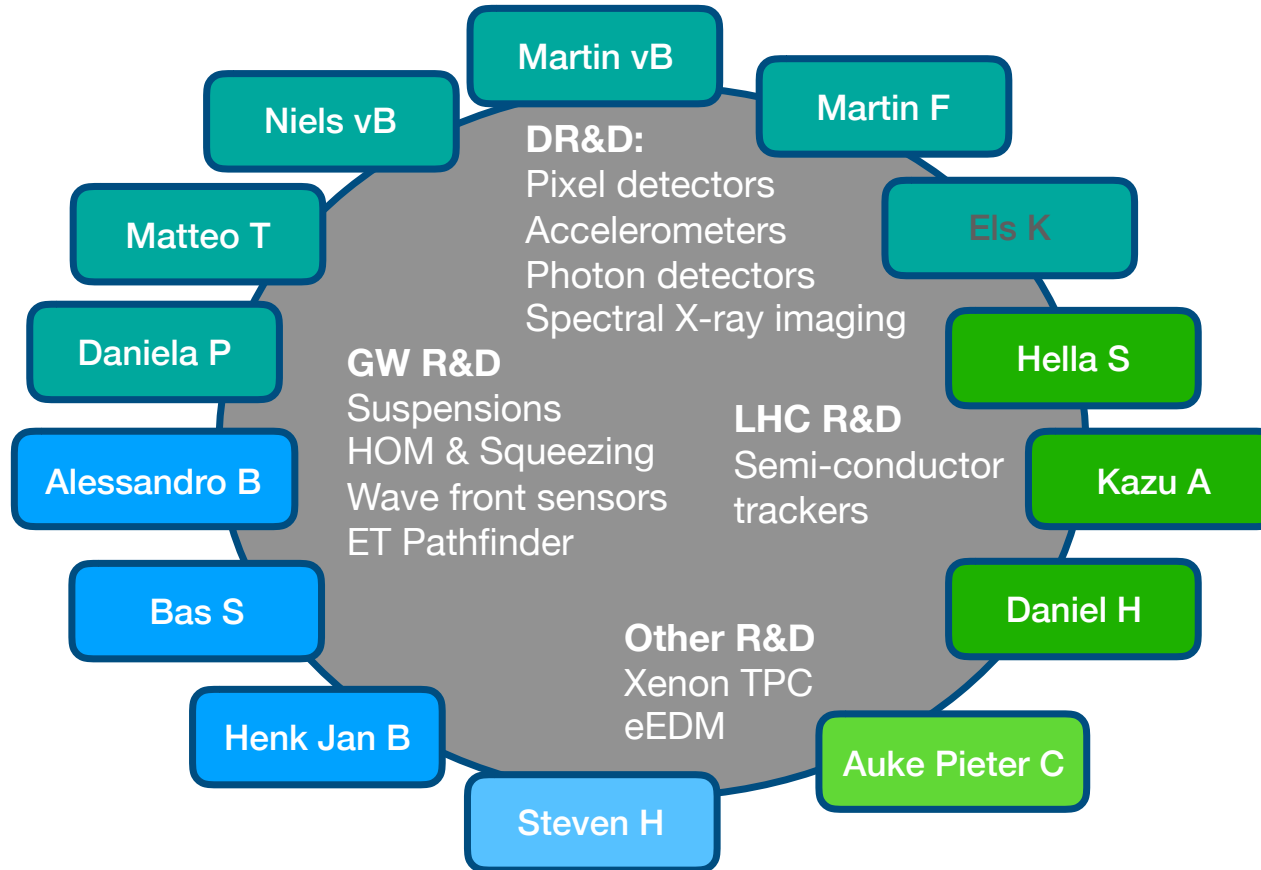 Martin vB
Niels vB
Martin F
DR&D:
Pixel detectors
Accelerometers
Photon detectors
Spectral X-ray imaging
Matteo T
Els K
Daniela P
Hella S
GW R&D
Suspensions
HOM & Squeezing
Wave front sensors
ET Pathfinder
LHC R&D
Semi-conductor
trackers
Alessandro B
Kazu A
Bas S
Daniel H
Other R&D
Xenon TPC
eEDM
Henk Jan B
Auke Pieter C
Steven H